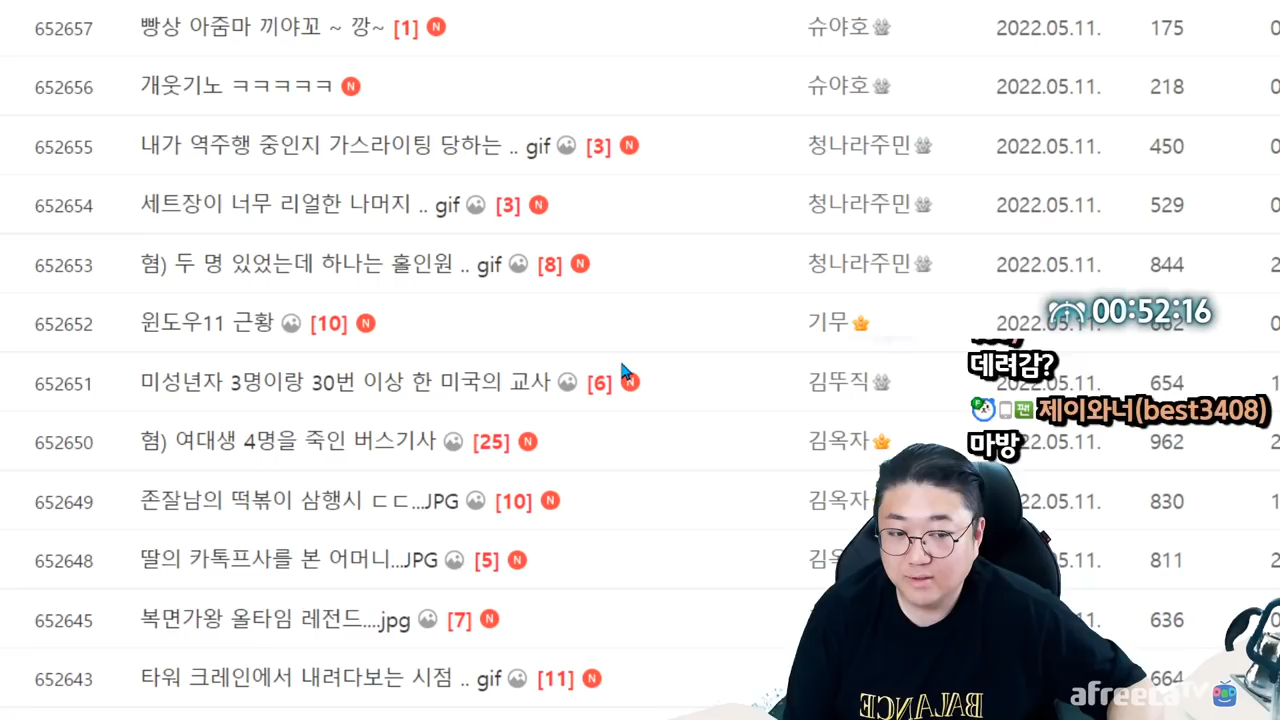 652657 빵상 아줌마 끼야꼬 ~ 깡~ [1] N 슈야호 2022.05.11. 175
652656 개웃기노 ㅋㅋㅋㅋㅋ N 슈야호 2022.05.11. 218
652655 내가 역주행 중인지 가스라이팅 당하는 .. gif [3] N 청나라주민 2022.05.11. 450
652654 세트장이 너무 리얼한 나머지 .. gif [3] N 청나라주민 2022.05.11. 529
652653 혐) 두 명 있었는데 하나는 홀인원 .. gif [8] N 청나라주민 2022.05.11. 844
652652 윈도우11 근황 [10] N 기무
00:52:16
데려감?
652651 미성년자 3명이랑 30번 이상 한 미국의 교사 [6] N 김뚜직 654
제이와너(best3408)
652650 혐) 여대생 4명을 죽인 버스기사 [25] N 김옥자 962
마방
652649 존잘남의 떡볶이 삼행시 ㄷㄷ...JPG [10] N 김옥자 830
652648 딸의 카톡프사를 본 어머니...JPG [5] N 811
652645 복면가왕 올타임 레전드....jpg [7] N 636
652643 타워 크레인에서 내려다보는 시점 .. gif [11] N 664
BALANCE
afreecaTV